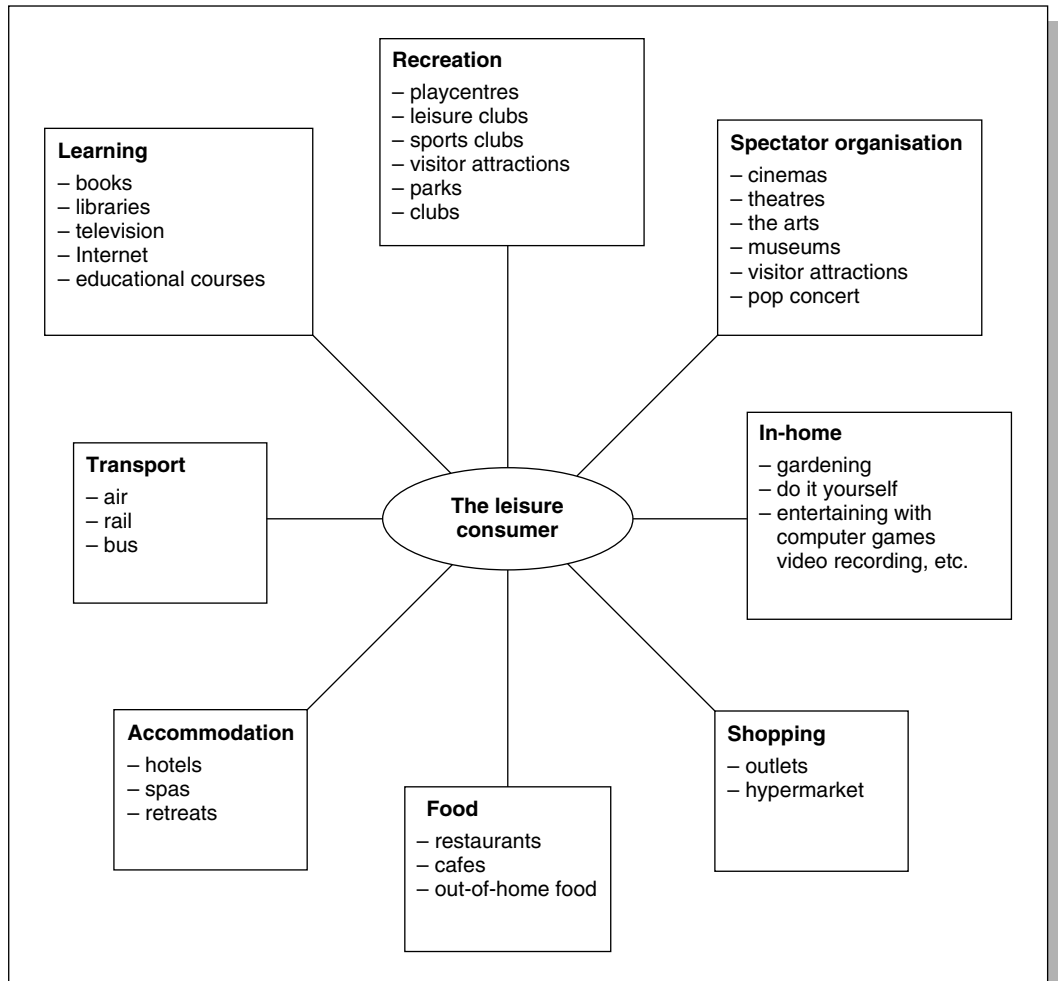 Recreation
– playcentres
– leisure clubs
– sports clubs
– visitor attractions
– parks
– clubs
Learning
– books
– libraries
– television
– Internet
– educational courses
Spectator organisation
– cinemas
– theatres
– the arts
– museums
– visitor attractions
– pop concert
Transport
– air
– rail
– bus
The leisure
consumer
In-home
– gardening
– do it yourself
– entertaining with
computer games
video recording, etc.
Accommodation
– hotels
– spas
– retreats
Food
– restaurants
– cafes
– out-of-home food
Shopping
– outlets
– hypermarket